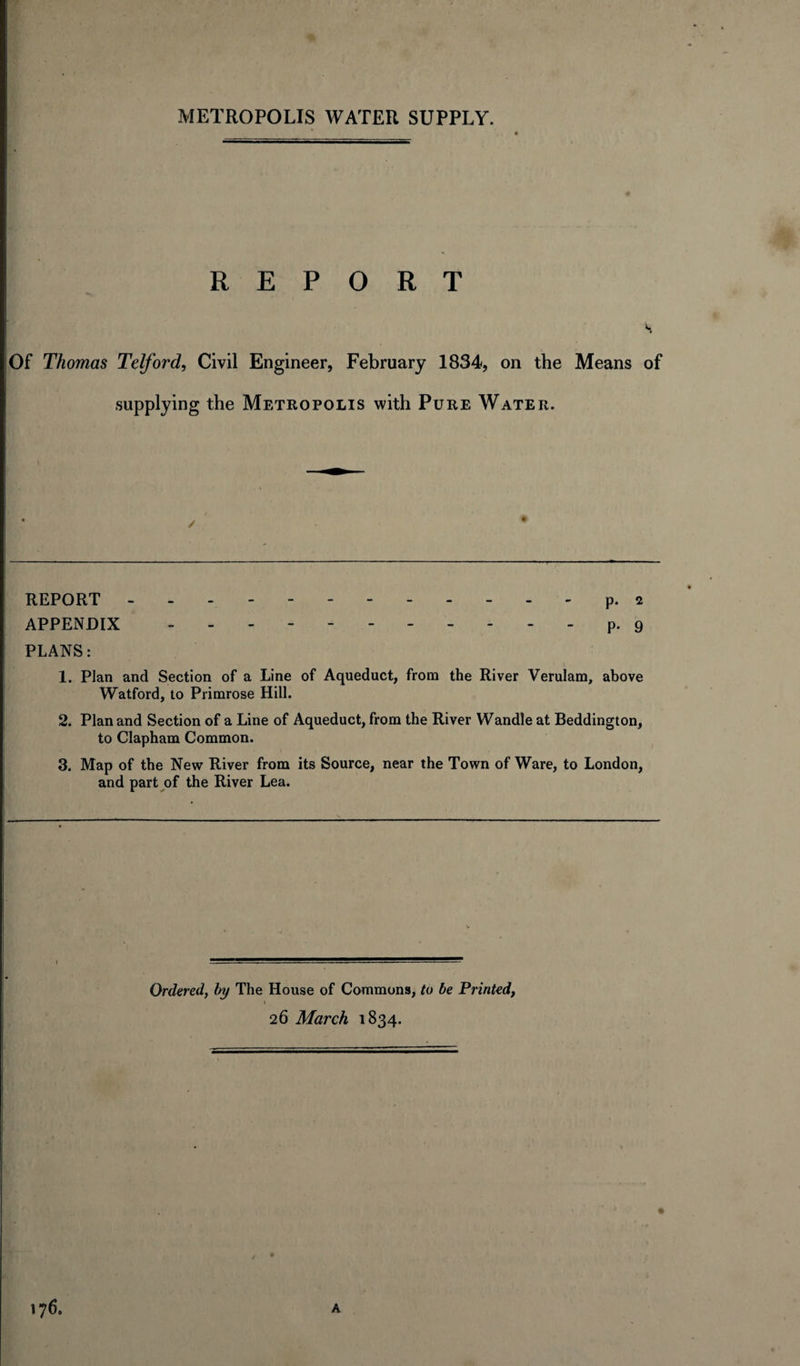 METROPOLIS WATER SUPPLY.
REPORT
Of Thomas Telford, Civil Engineer, February 1834, on the Means of
supplying the METROPOLIS with PURE WATER.
REPORT - - - - - - - - - - - - p. 2
APPENDIX - - - - - - - - - - - p. 9
PLANS:
1. Plan and Section of a Line of Aqueduct, from the River Verulam, above
Watford, to Primrose Hill.
2. Plan and Section of a Line of Aqueduct, from the River Wandle at Beddington,
to Clapham Common.
3. Map of the New River from its Source, near the Town of Ware, to London,
and part of the River Lea.
Ordered, by The House of Commons, to be Printed,
26 March 1834.
176. A